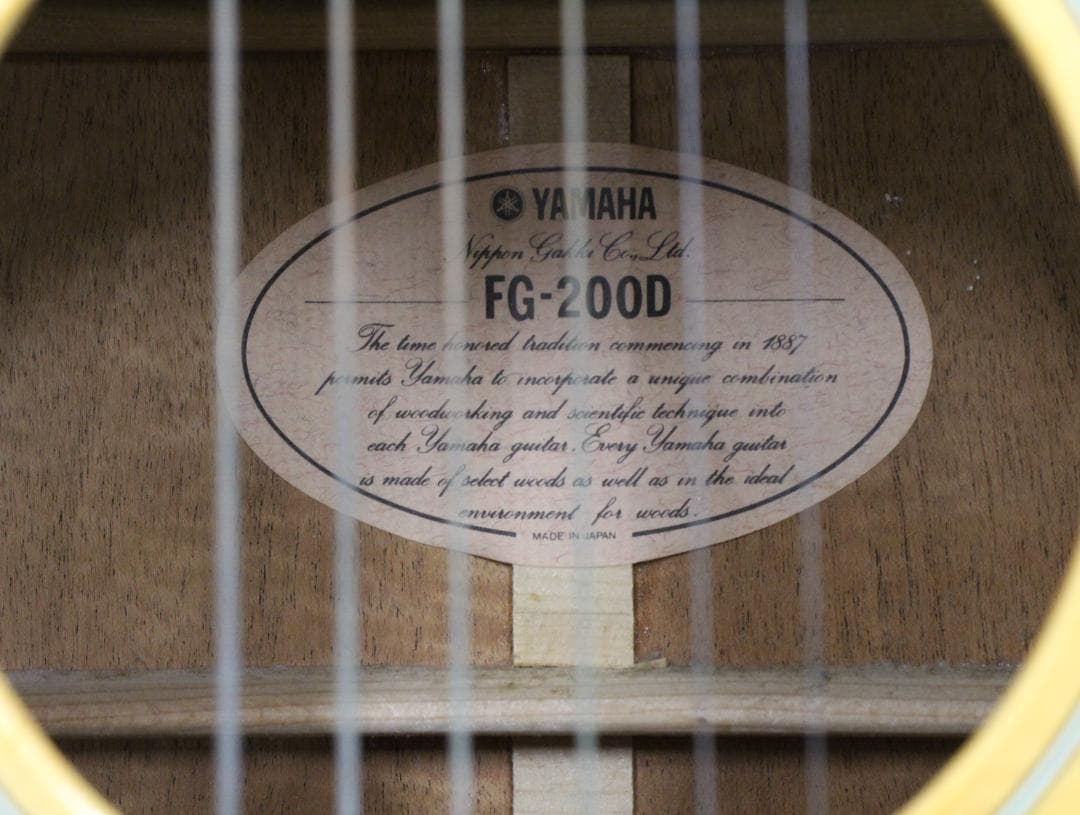 YAMAHA
Nippon Gakki Co., Ltd.
FG-200D
The time honored tradition commencing in 1887
permits Yamaha to incorporate a unique combination
of woodworking and scientific technique into
each Yamaha guitar. Every Yamaha guitar
is made of select woods as well as in the ideal
environment for woods.
MADE IN JAPAN